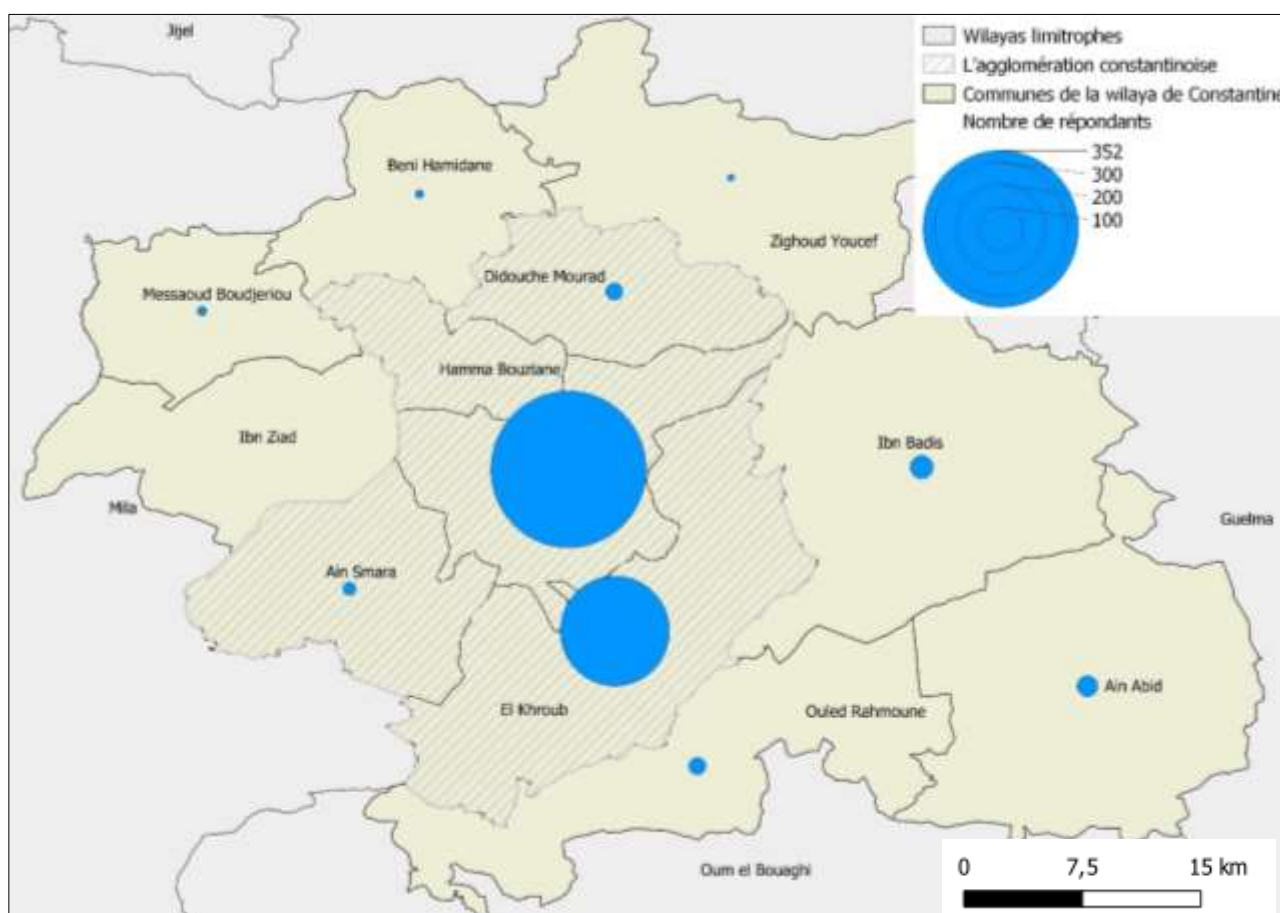 Jijel
Wilayas limitrophes
L'agglomération constantinoise
Communes de la wilaya de Constantine
Nombre de répondants
352
300
200
100
Beni Hamidane
Zighoud Youcef
Didouche Mourad
Messaoud Boudjeriou
Hamma Bouziane
Ibn Ziad
Ibn Badis
Mila
Guelma
Ain Smara
El Khroub
Ouled Rahmoune
Ain Abid
Oum el Bouaghi
0 7,5 15 km